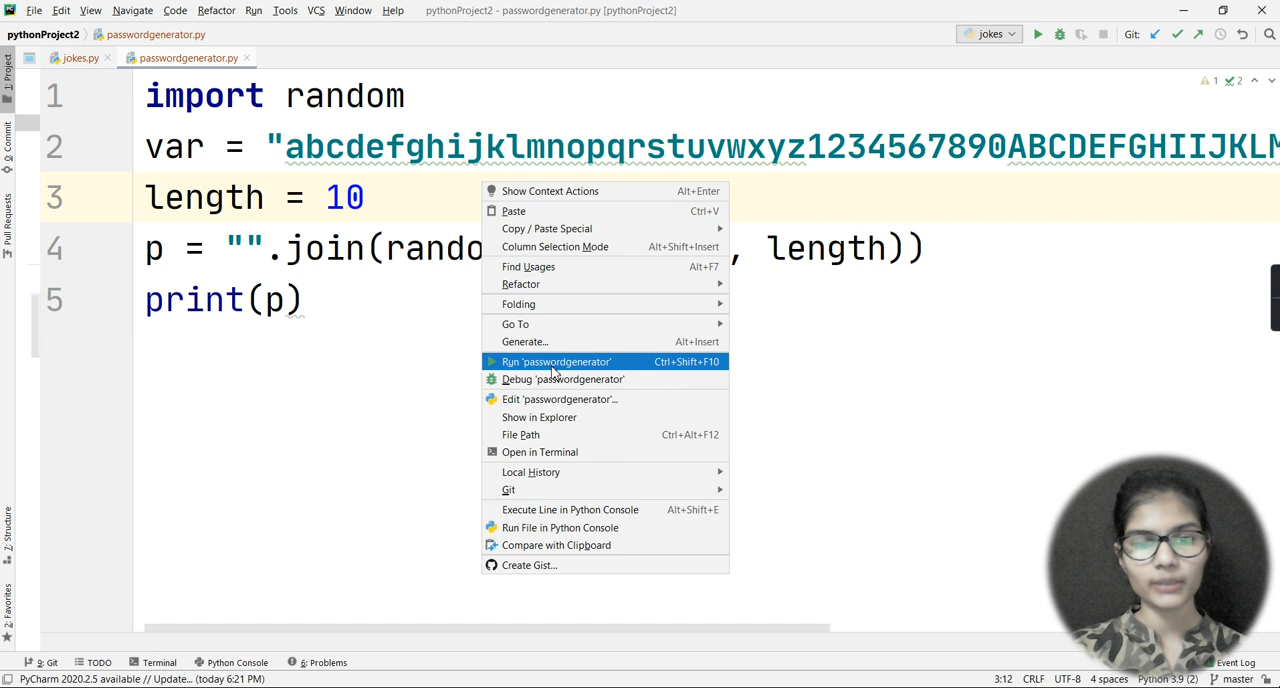 File Edit View Navigate Code Refactor Run Tools VCS Window Help pythonProject2 - passwordgenerator.py [pythonProject2]
pythonProject2 passwordgenerator.py jokes Git:
jokes.py passwordgenerator.py
1: Project
0: Commit
Pull Requests
7: Structure
2: Favorites
1 2
1 import random
2 var = "abcdefghijklmnopqrstuvwxyz1234567890ABCDEFGHIIJKLM
3 length = 10
4 p = "".join(rando , length))
5 print(p)
Show Context Actions Alt+Enter
Paste Ctrl+V
Copy / Paste Special
Column Selection Mode Alt+Shift+Insert
Find Usages Alt+F7
Refactor
Folding
Go To
Generate... Alt+Insert
Run 'passwordgenerator' Ctrl+Shift+F10
Debug 'passwordgenerator'
Edit 'passwordgenerator'...
Show in Explorer
File Path Ctrl+Alt+F12
Open in Terminal
Local History
Git
Execute Line in Python Console Alt+Shift+E
Run File in Python Console
Compare with Clipboard
Create Gist...
9: Git TODO Terminal Python Console 6: Problems Event Log
PyCharm 2020.2.5 available // Update... (today 6:21 PM) 3:12 CRLF UTF-8 4 spaces Python 3.9 (2) master